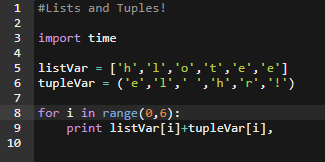 1 #Lists and Tuples!
2
3 import time
4
5 listVar = ['h','l','o','t','e','e']
6 tupleVar = ('e','l',' ','h','r','!')
7
8 for i in range(0,6):
9 print listVar[i]+tupleVar[i],
10